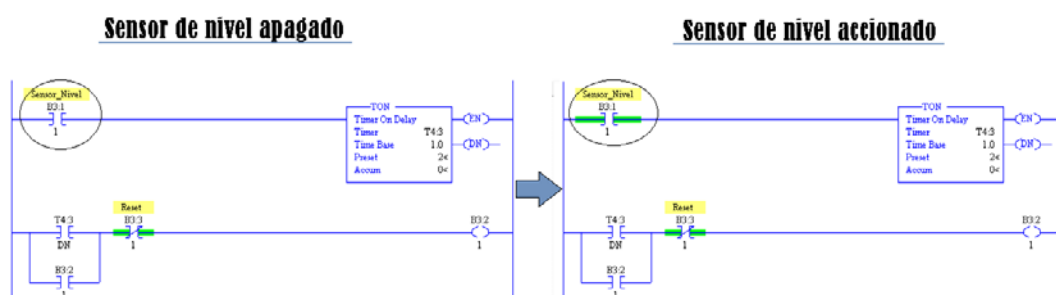 Sensor de nivel apagado
Sensor de nivel accionado
Sensor_Nivel
B3:1
1
TON
Timer On Delay
Timer T4:3
Time Base 1.0
Preset 2<
Accum 0<
EN
DN
T4:3
DN
Reset
B3:3
1
B3:2
1
B3:2
1
Sensor_Nivel
B3:1
1
TON
Timer On Delay
Timer T4:3
Time Base 1.0
Preset 2<
Accum 0<
EN
DN
T4:3
DN
Reset
B3:3
1
B3:2
1
B3:2
1